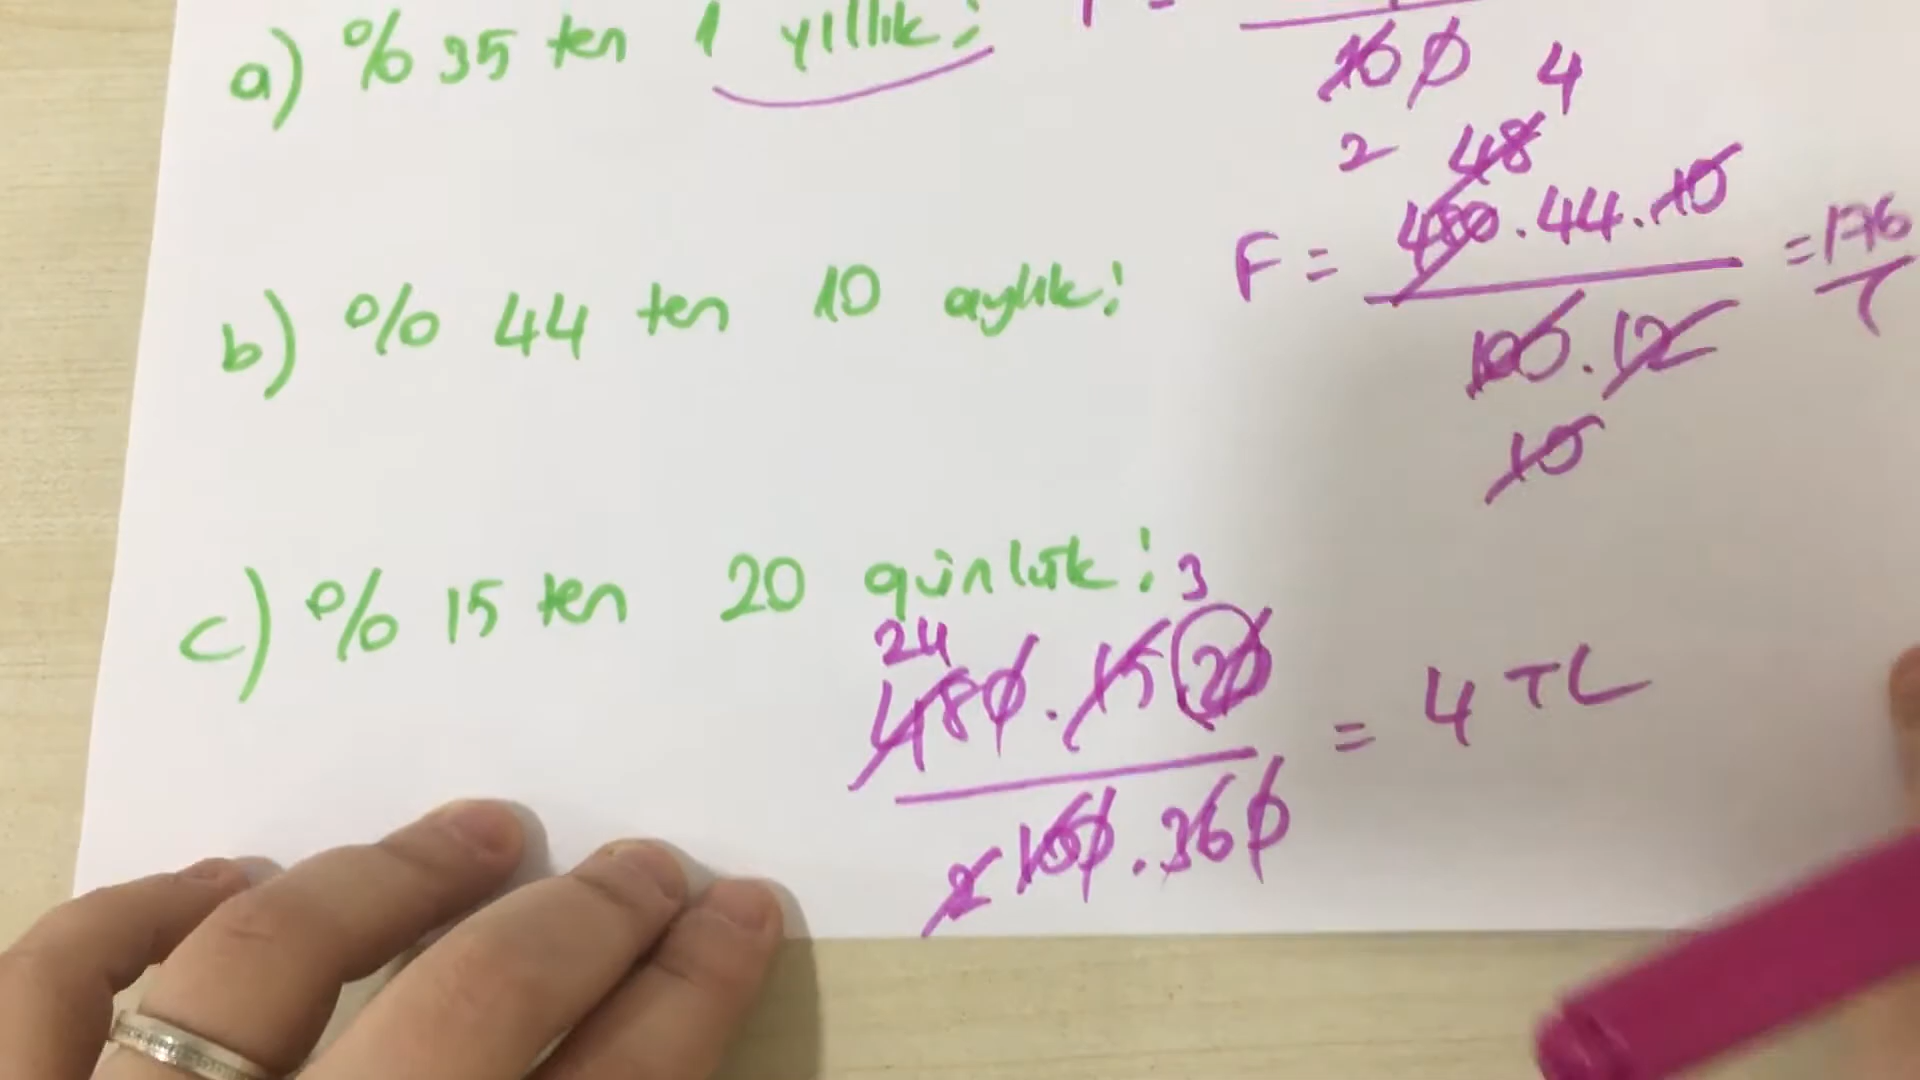 a) % 35 ten 1 yıllık:
100 4
2 48
b) % 44 ten 10 aylık: F = 480 . 44 . 10 = 176
100 . 12
10
c) % 15 ten 20 günlük: 3
24
480 . 15 20 = 4 TL
2 100 . 360